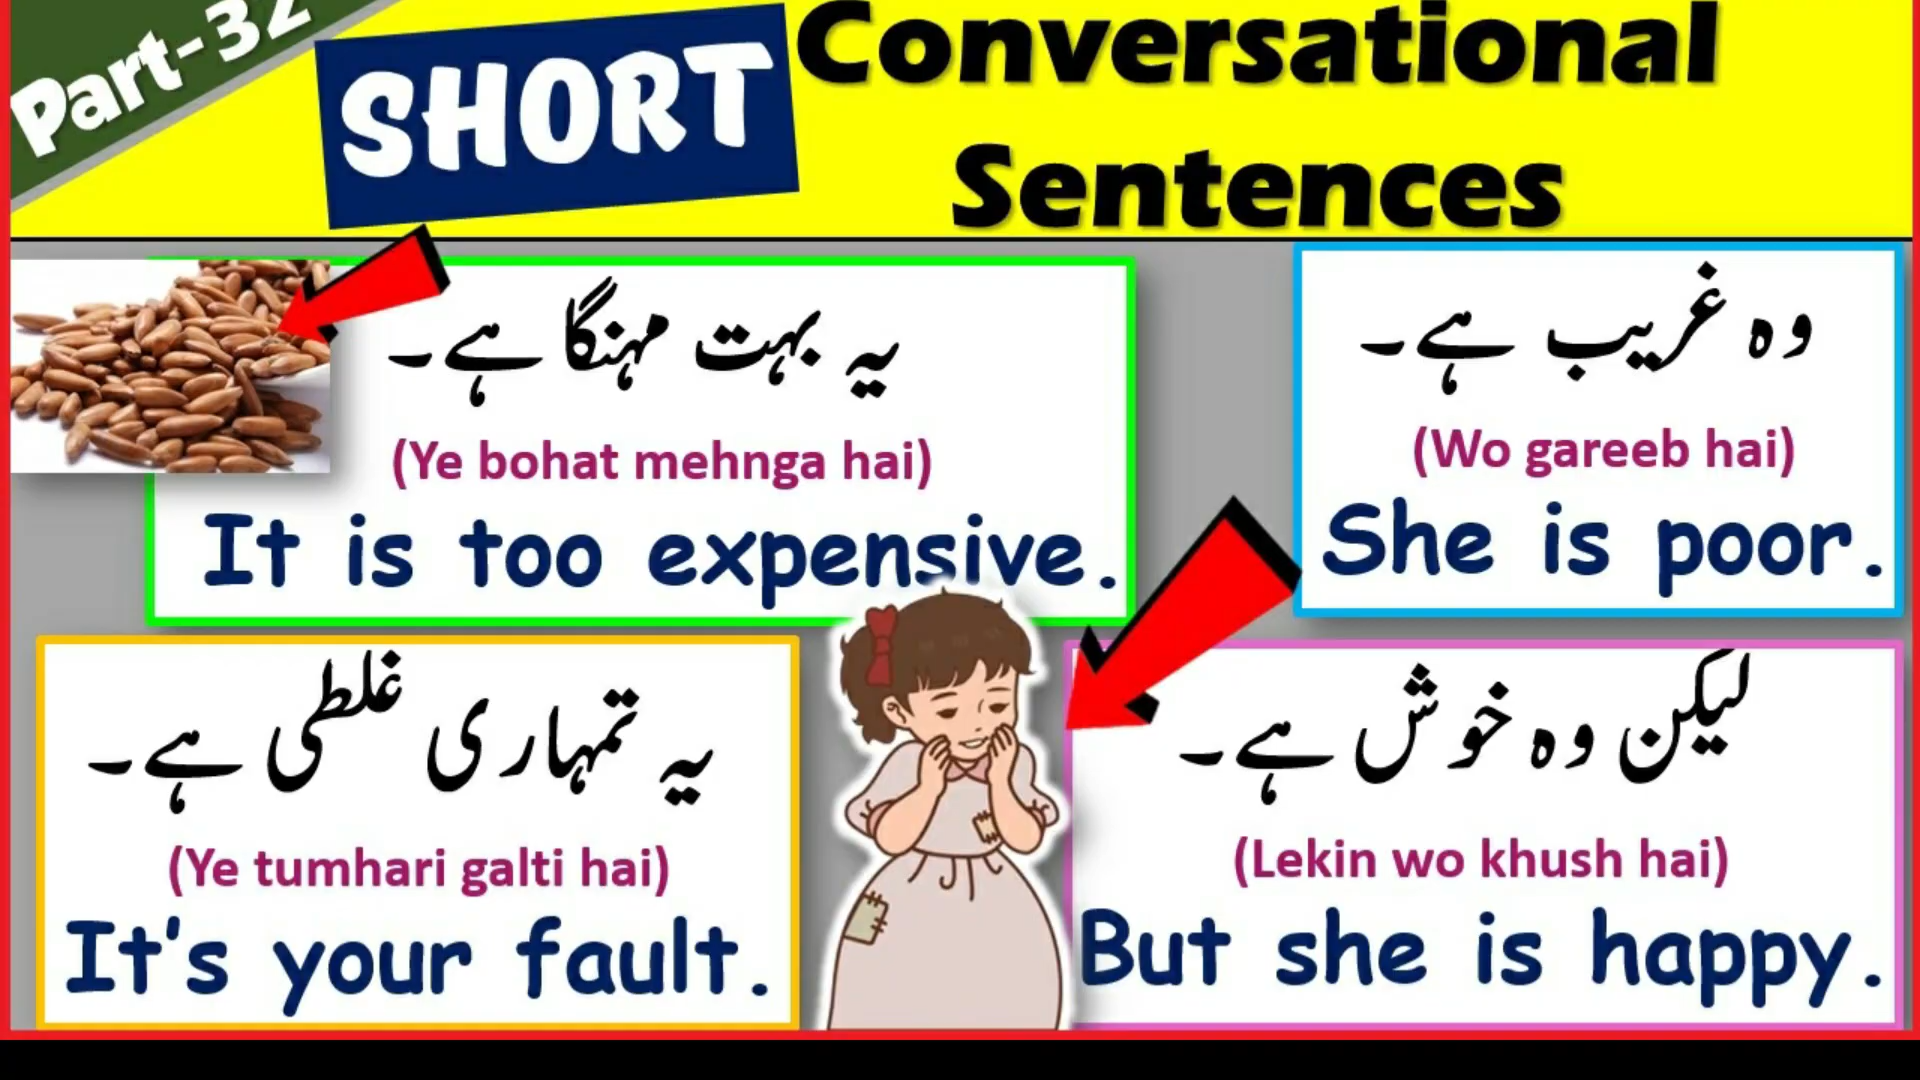 Part-32
SHORT
Conversational
Sentences
یہ بہت مہنگا ہے۔
(Ye bohat mehnga hai)
It is too expensive.
وہ غریب ہے۔
(Wo gareeb hai)
She is poor.
یہ تمہاری غلطی ہے۔
(Ye tumhari galti hai)
It's your fault.
لیکن وہ خوش ہے۔
(Lekin wo khush hai)
But she is happy.